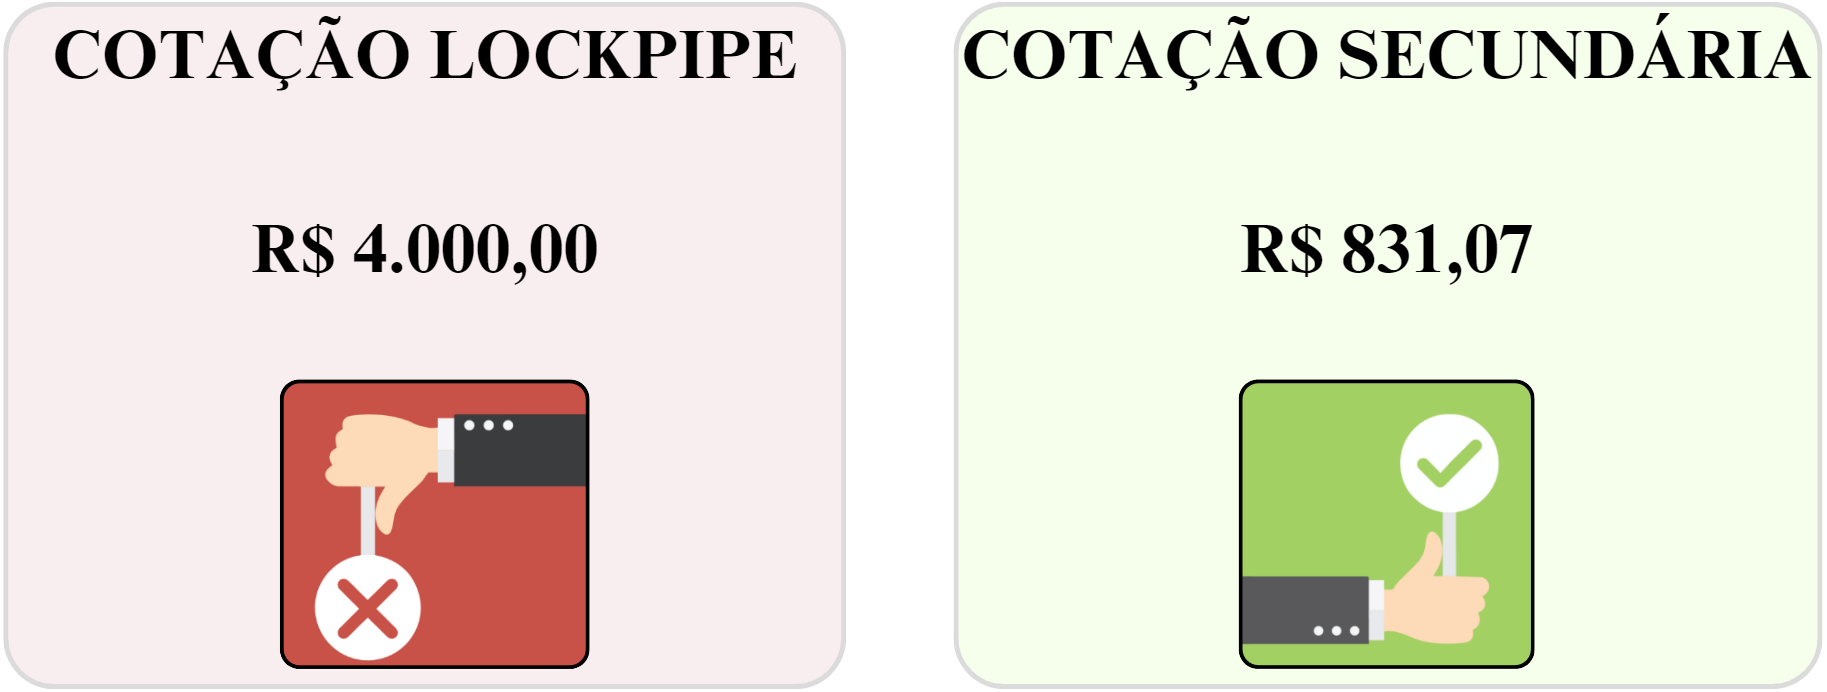 COTAÇÃO LOCKPIPE
R$ 4.000,00
COTAÇÃO SECUNDÁRIA
R$ 831,07